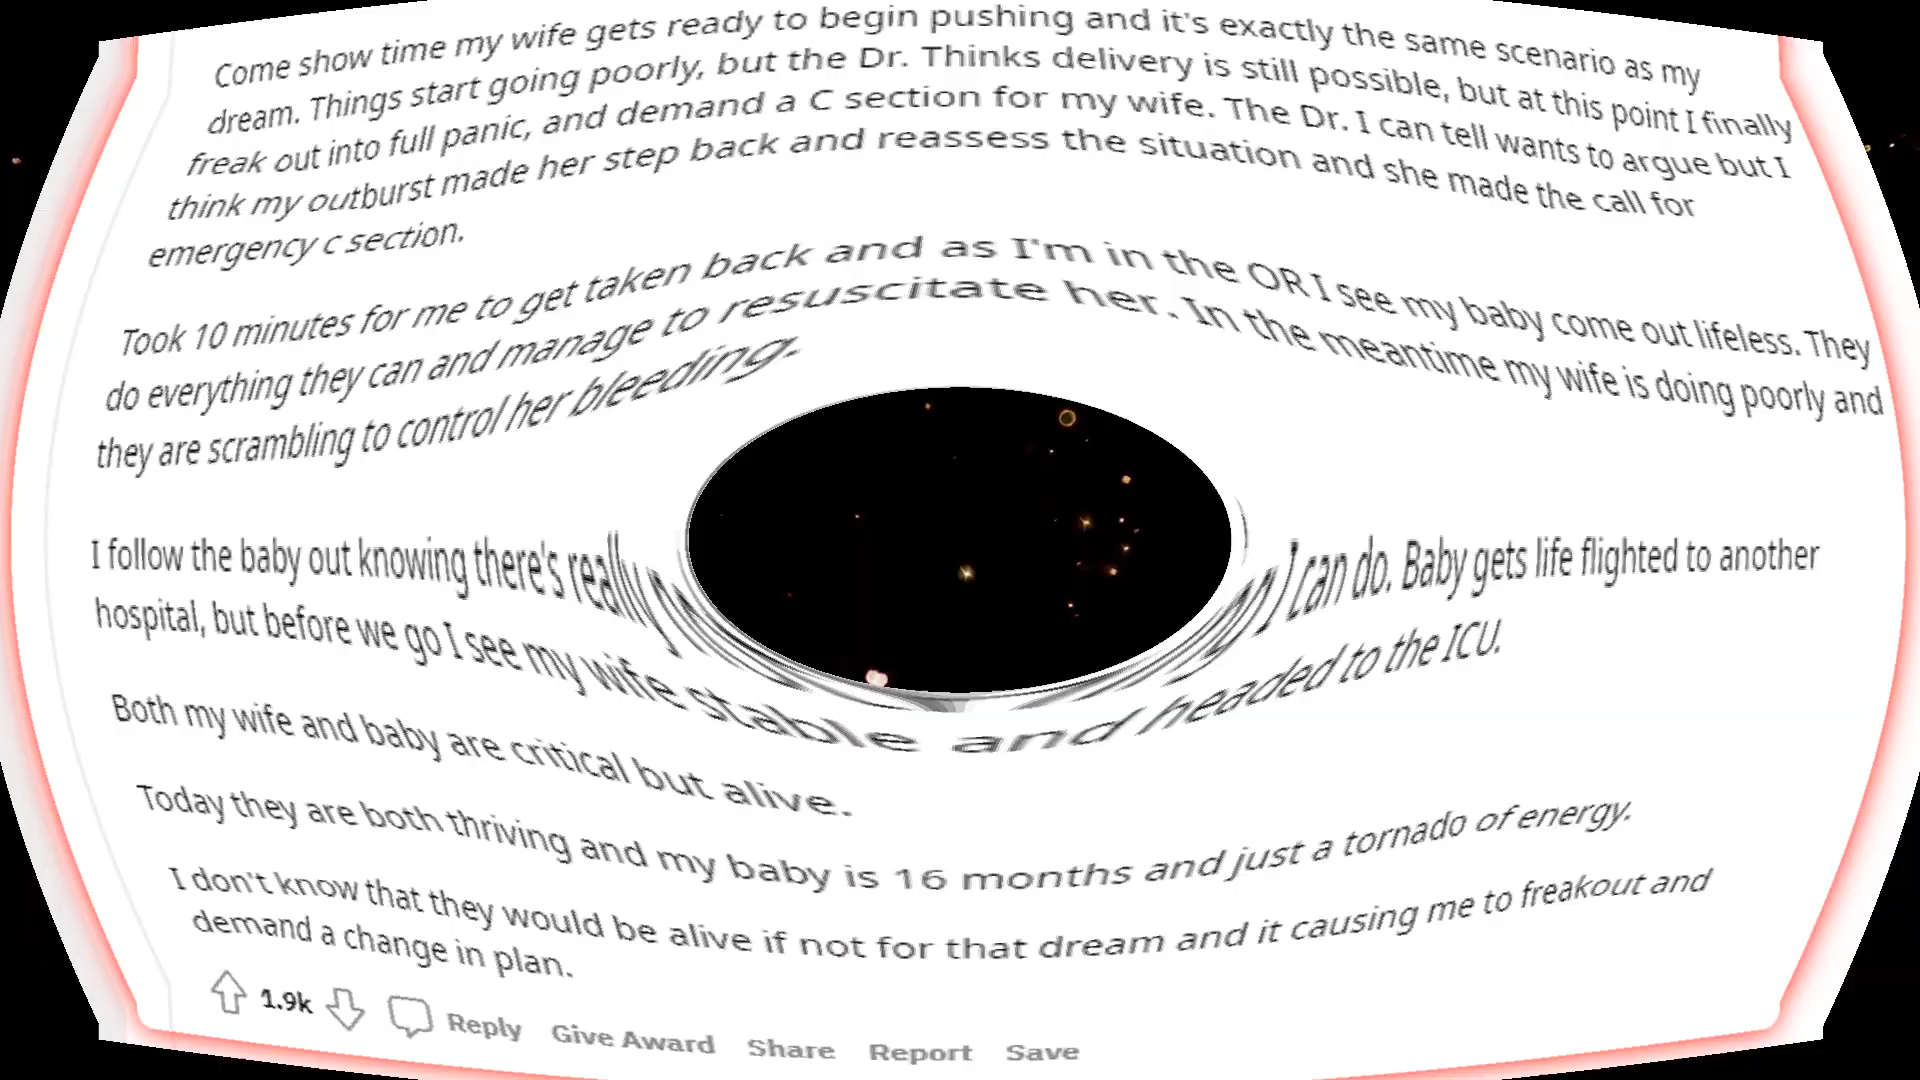 Come show time my wife gets ready to begin pushing and it's exactly the same scenario as my
dream. Things start going poorly, but the Dr. Thinks delivery is still possible, but at this point I finally
freak out into full panic, and demand a C section for my wife. The Dr. I can tell wants to argue but I
think my outburst made her step back and reassess the situation and she made the call for
emergency c section.
Took 10 minutes for me to get taken back and as I'm in the OR I see my baby come out lifeless. They
do everything they can and manage to resuscitate her. In the meantime my wife is doing poorly and
they are scrambling to control her bleeding.
I follow the baby out knowing there's really I can do. Baby gets life flighted to another
hospital, but before we go I see my wife stable and headed to the ICU.
Both my wife and baby are critical but alive.
Today they are both thriving and my baby is 16 months and just a tornado of energy.
I don't know that they would be alive if not for that dream and it causing me to freakout and
demand a change in plan.
1.9k Reply Give Award Share Report Save